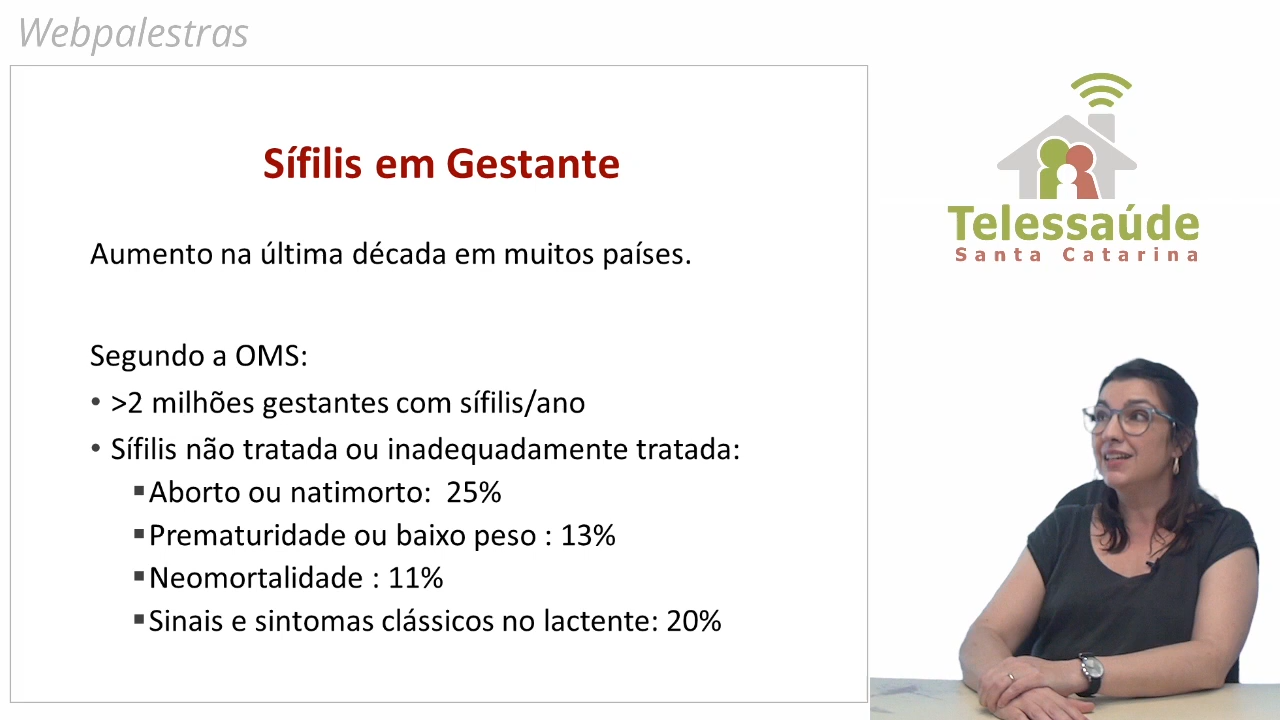 Webpalestras
Sífilis em Gestante
Aumento na última década em muitos países.
Segundo a OMS:
• >2 milhões gestantes com sífilis/ano
• Sífilis não tratada ou inadequadamente tratada:
▪Aborto ou natimorto:  25%
▪Prematuridade ou baixo peso : 13%
▪Neomortalidade : 11%
▪Sinais e sintomas clássicos no lactente: 20%
Telessaúde
Santa Catarina